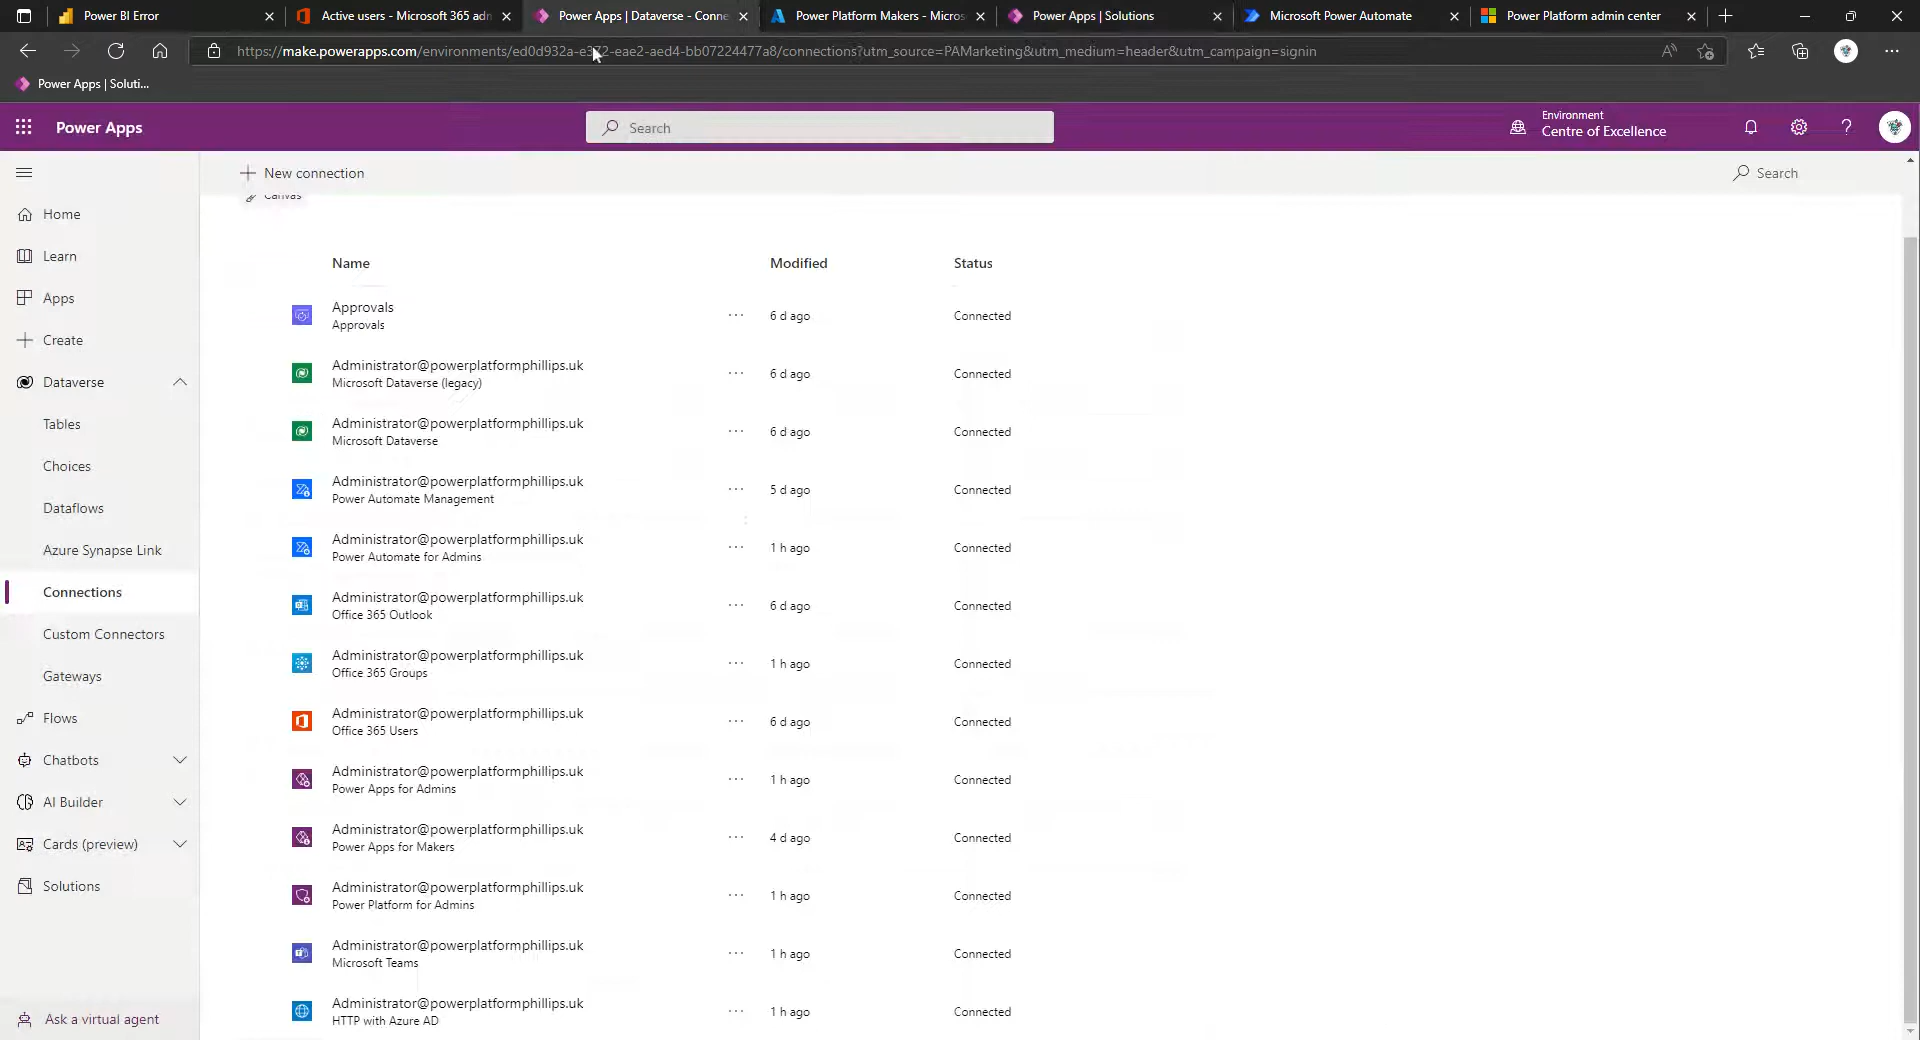 Power BI Error
Active users - Microsoft 365 adn
Power Apps | Dataverse - Conne
Power Platform Makers - Micros
Power Apps | Solutions
Microsoft Power Automate
Power Platform admin center
https://make.powerapps.com/environments/ed0d932a-e372-eae2-aed4-bb07224477a8/connections?utm_source=PAMarketing&utm_medium=header&utm_campaign=signin
Power Apps | Soluti...
Power Apps
Search
Environment
Centre of Excellence
New connection
Search
Canvas
Home
Learn
Apps
Create
Dataverse
Tables
Choices
Dataflows
Azure Synapse Link
Connections
Custom Connectors
Gateways
Flows
Chatbots
AI Builder
Cards (preview)
Solutions
Ask a virtual agent
Name Modified Status
Approvals
Approvals
··· 6 d ago Connected
Administrator@powerplatformphillips.uk
Microsoft Dataverse (legacy)
··· 6 d ago Connected
Administrator@powerplatformphillips.uk
Microsoft Dataverse
··· 6 d ago Connected
Administrator@powerplatformphillips.uk
Power Automate Management
··· 5 d ago Connected
Administrator@powerplatformphillips.uk
Power Automate for Admins
··· 1 h ago Connected
Administrator@powerplatformphillips.uk
Office 365 Outlook
··· 6 d ago Connected
Administrator@powerplatformphillips.uk
Office 365 Groups
··· 1 h ago Connected
Administrator@powerplatformphillips.uk
Office 365 Users
··· 6 d ago Connected
Administrator@powerplatformphillips.uk
Power Apps for Admins
··· 1 h ago Connected
Administrator@powerplatformphillips.uk
Power Apps for Makers
··· 4 d ago Connected
Administrator@powerplatformphillips.uk
Power Platform for Admins
··· 1 h ago Connected
Administrator@powerplatformphillips.uk
Microsoft Teams
··· 1 h ago Connected
Administrator@powerplatformphillips.uk
HTTP with Azure AD
··· 1 h ago Connected